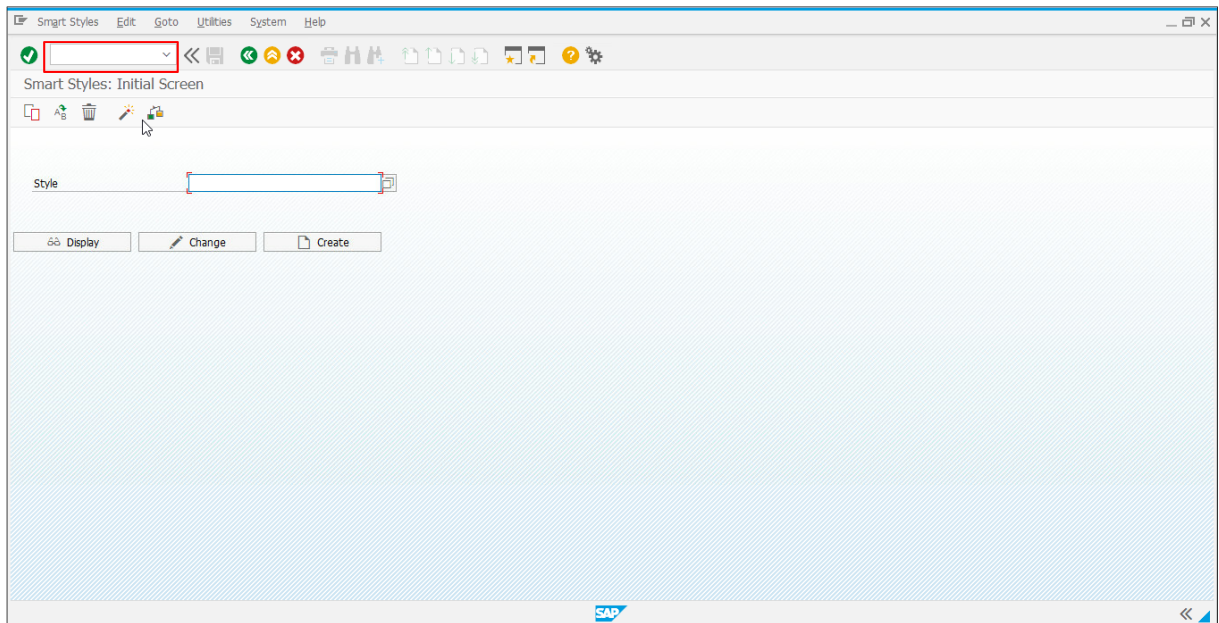 Smart Styles Edit Goto Utilities System Help
Smart Styles: Initial Screen
Style
Display Change Create
SAP